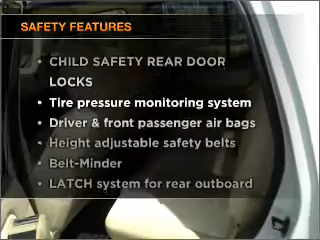 SAFETY FEATURES
• CHILD SAFETY REAR DOOR
LOCKS
• Tire pressure monitoring system
• Driver & front passenger air bags
• Height adjustable safety belts
• Belt-Minder
• LATCH system for rear outboard